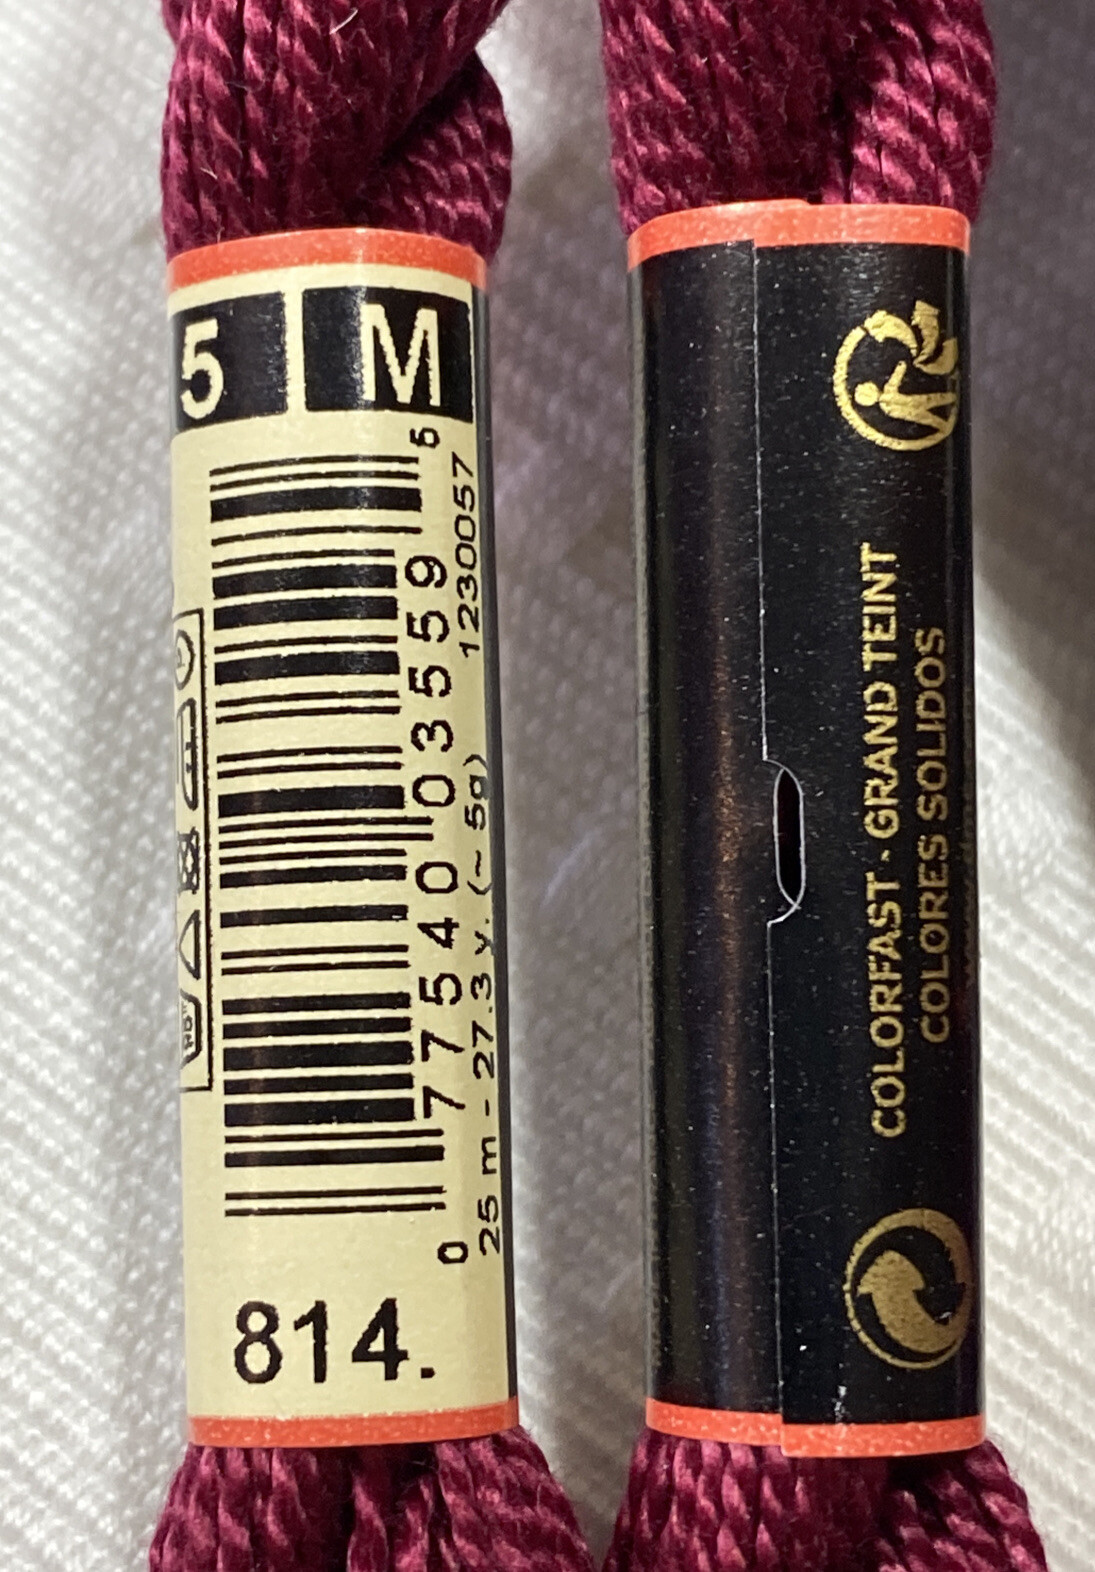 5 M
0 77540 03559 5
1230057
25 m - 27.3 y. (~ 5g)
814.
COLORFAST · GRAND TEINT
COLORES SOLIDOS